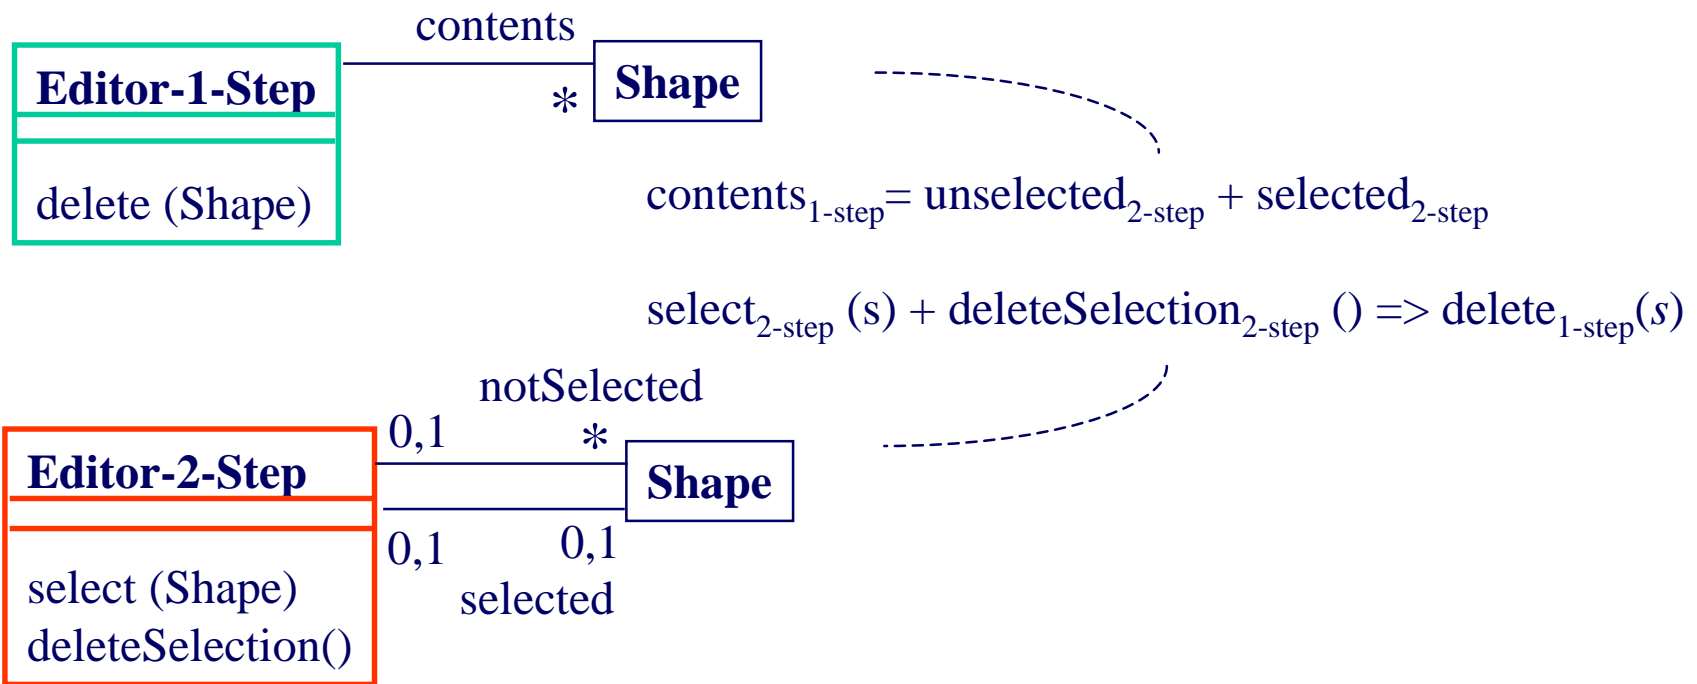 contents
Editor-1-Step
*
Shape
delete (Shape)
contents1-step= unselected2-step + selected2-step
select2-step (s) + deleteSelection2-step () => delete1-step(s)
notSelected
0,1
*
Editor-2-Step
Shape
0,1
0,1
selected
select (Shape)
deleteSelection()